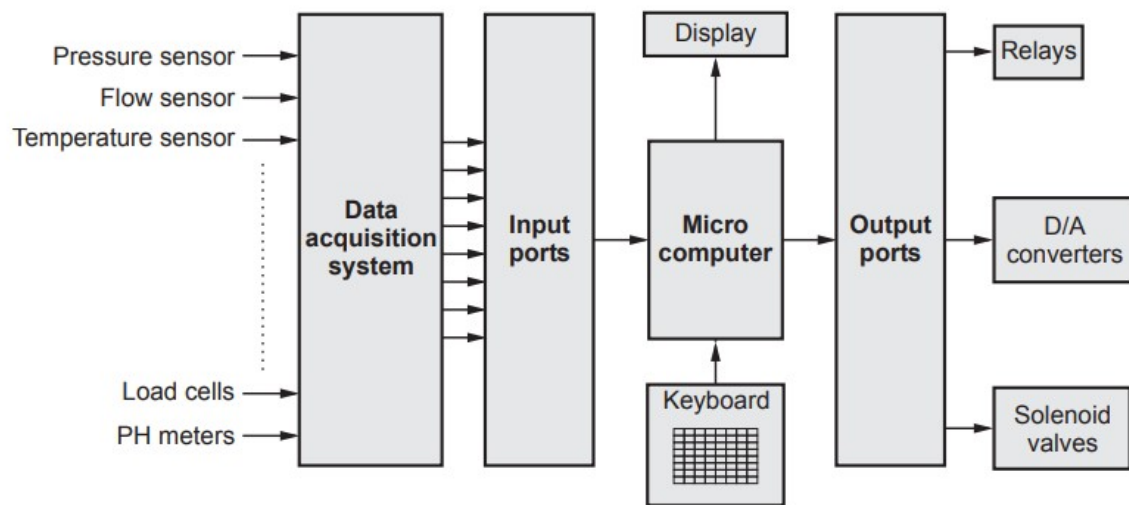 Pressure sensor
Flow sensor
Temperature sensor
Load cells
PH meters
Data
acquisition
system
Input
ports
Display
Micro
computer
Keyboard
Output
ports
Relays
D/A
converters
Solenoid
valves